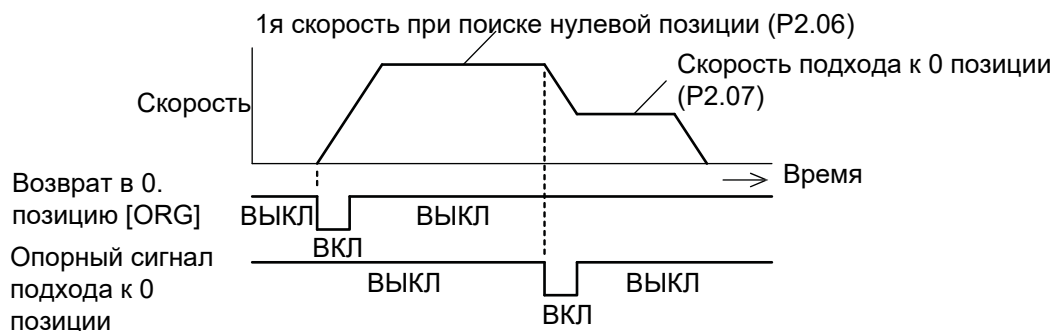 1я скорость при поиске нулевой позиции (P2.06)
Скорость подхода к 0 позиции
(P2.07)
Скорость
Время
Возврат в 0.
позицию [ORG]
ВЫКЛ
ВЫКЛ
ВКЛ
Опорный сигнал
подхода к 0
позиции
ВЫКЛ
ВЫКЛ
ВКЛ